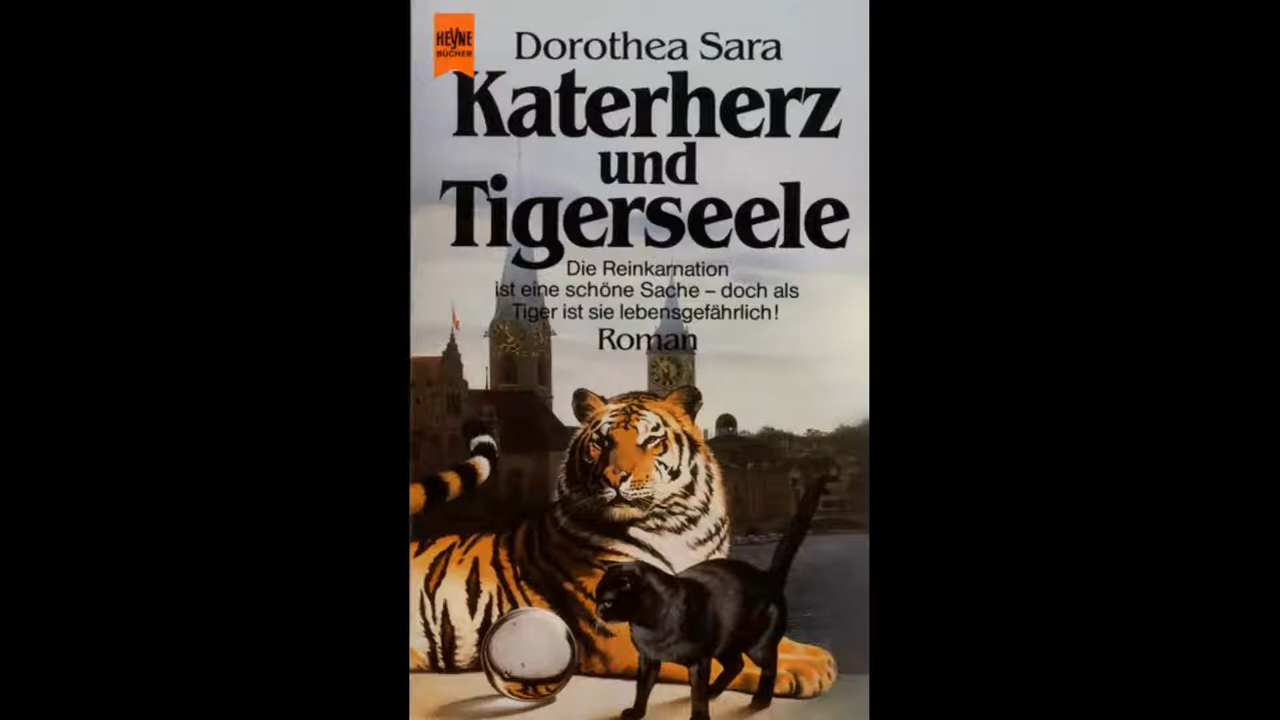 HEYNE
BÜCHER
Dorothea Sara
Katerherz
und
Tigerseele
Die Reinkarnation
ist eine schöne Sache – doch als
Tiger ist sie lebensgefährlich!
Roman